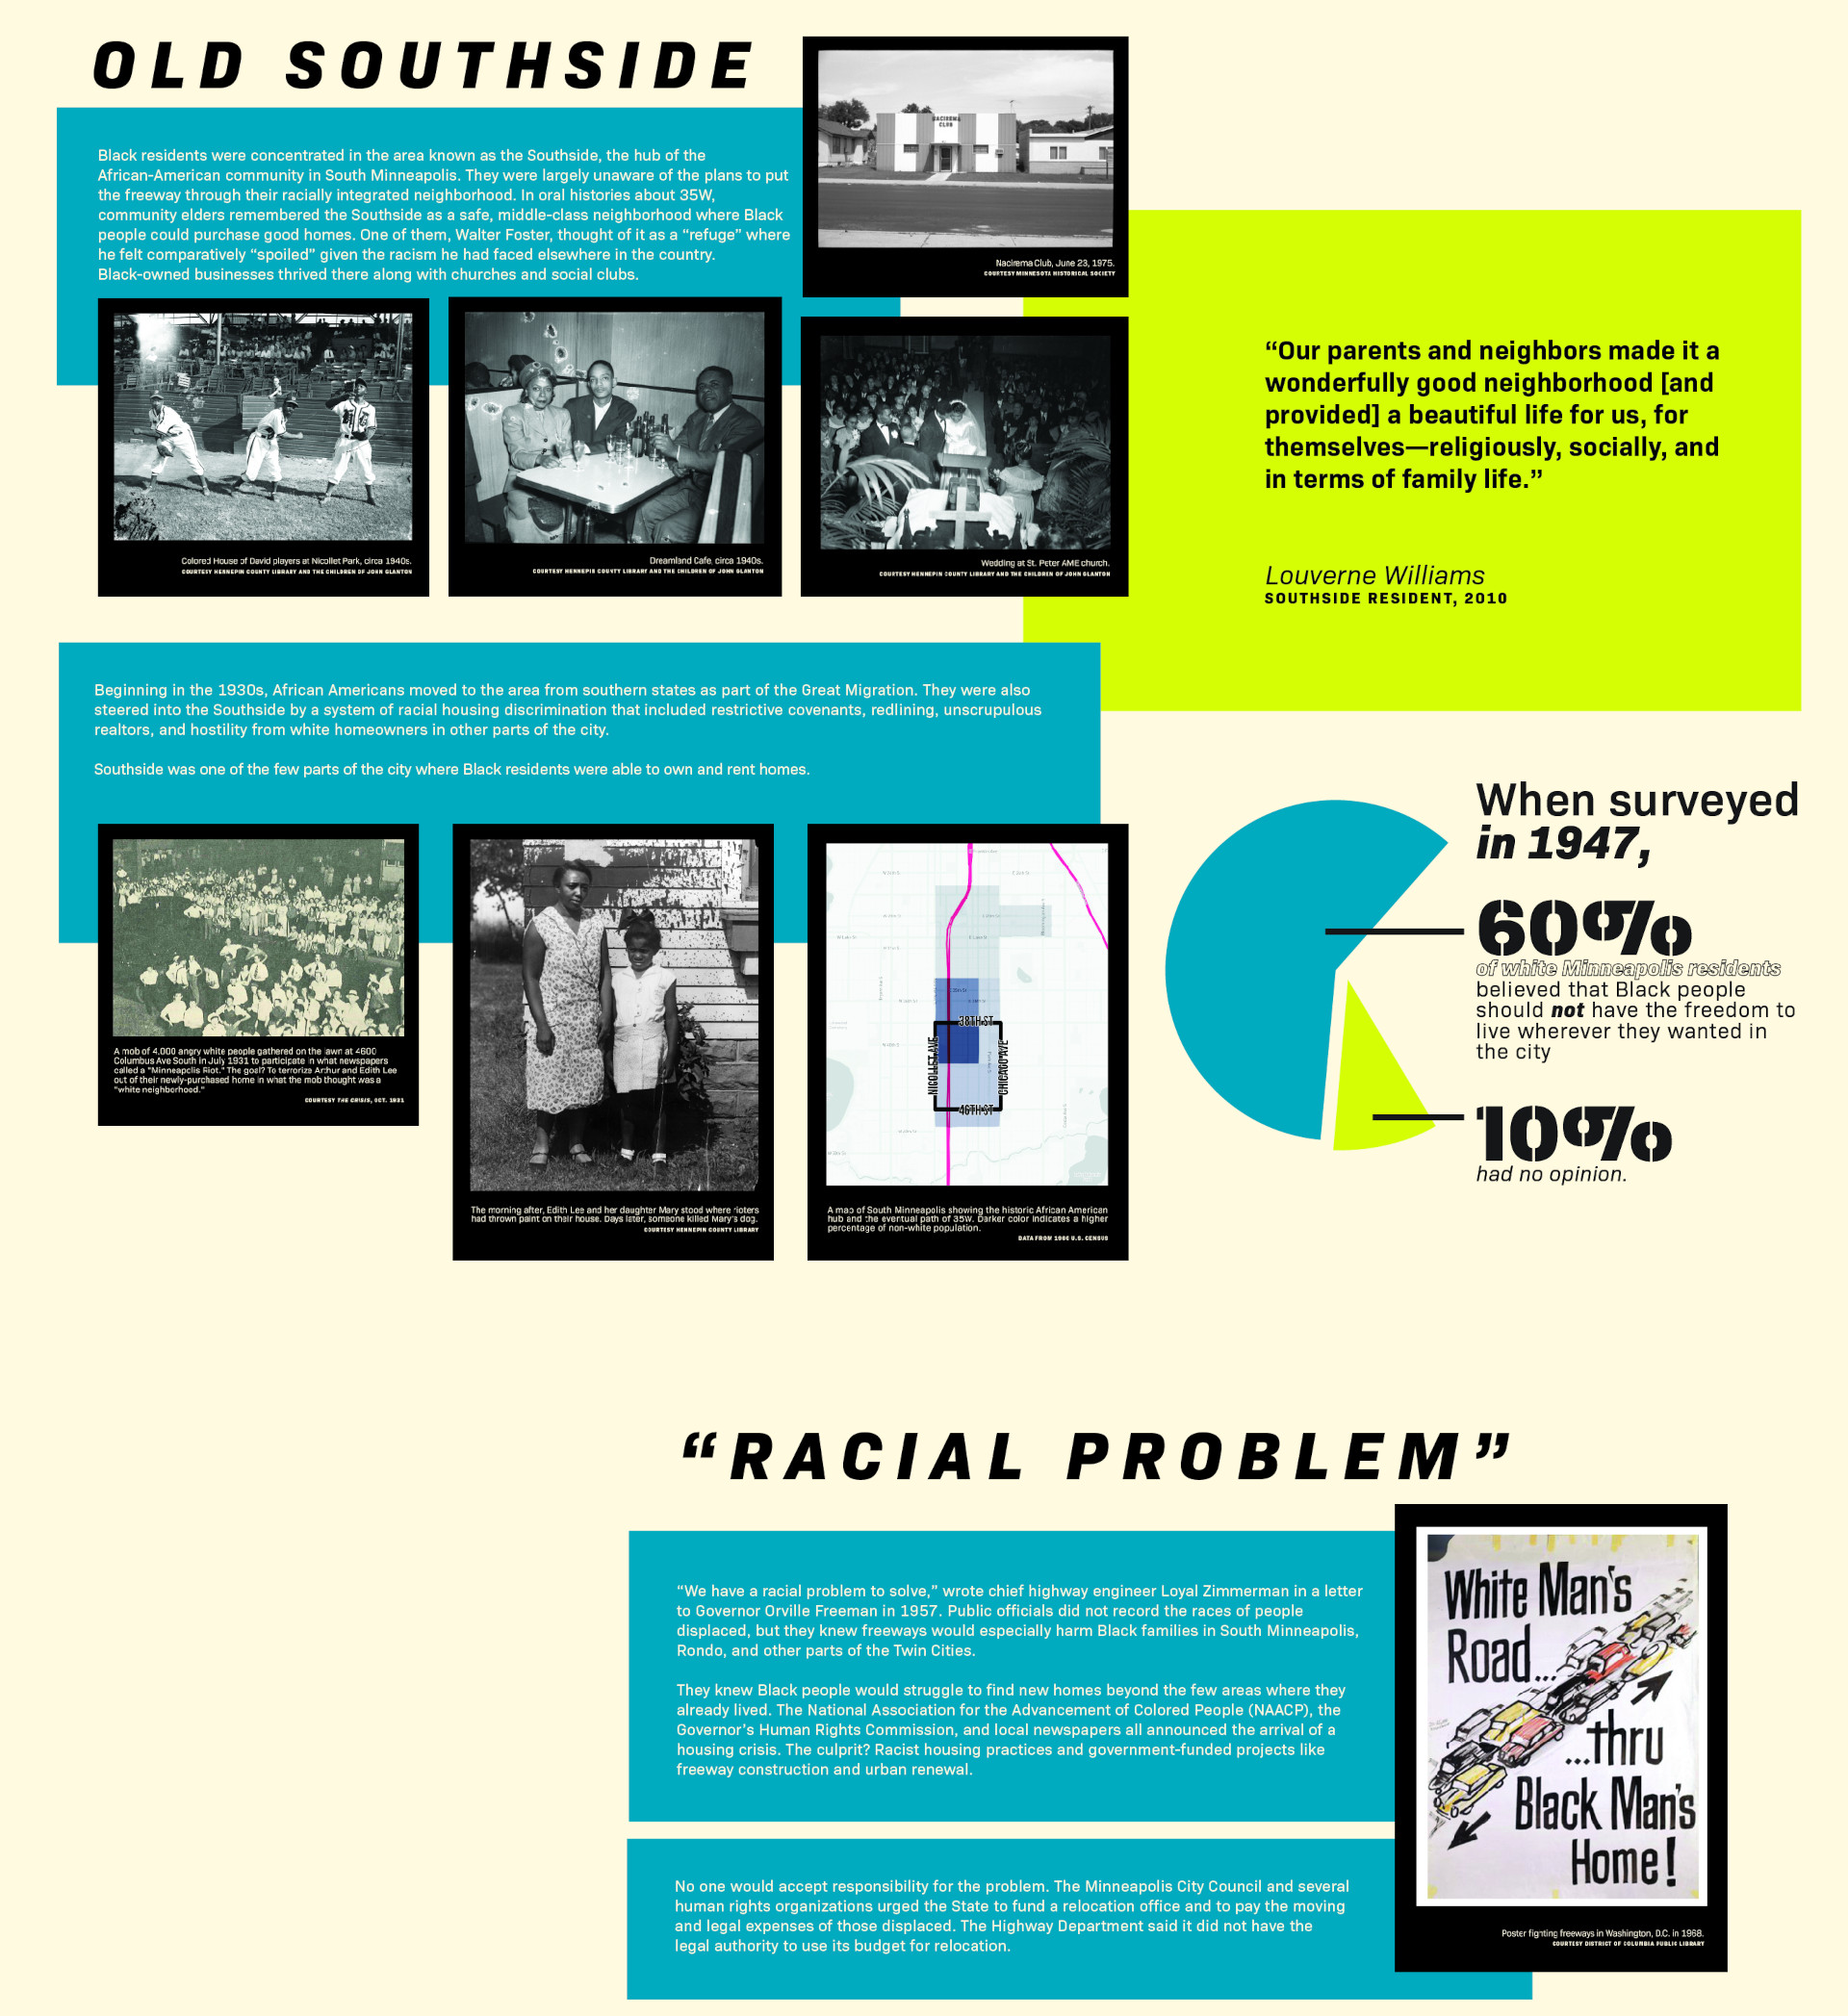 OLD SOUTHSIDE
Black residents were concentrated in the area known as the Southside, the hub of the
African-American community in South Minneapolis. They were largely unaware of the plans to put
the freeway through their racially integrated neighborhood. In oral histories about 35W,
community elders remembered the Southside as a safe, middle-class neighborhood where Black
people could purchase good homes. One of them, Walter Foster, thought of it as a “refuge” where
he felt comparatively “spoiled” given the racism he had faced elsewhere in the country.
Black-owned businesses thrived there along with churches and social clubs.
NACIREMA
CLUB
Nacirema Club, June 23, 1975.
COURTESY MINNESOTA HISTORICAL SOCIETY
Colored House of David players at Nicollet Park, circa 1940s.
COURTESY HENNEPIN COUNTY LIBRARY AND THE CHILDREN OF JOHN GLANTON
Dreamland Cafe, circa 1940s.
COURTESY HENNEPIN COUNTY LIBRARY AND THE CHILDREN OF JOHN GLANTON
Wedding at St. Peter AME church.
COURTESY HENNEPIN COUNTY LIBRARY AND THE CHILDREN OF JOHN GLANTON
“Our parents and neighbors made it a
wonderfully good neighborhood [and
provided] a beautiful life for us, for
themselves—religiously, socially, and
in terms of family life.”
Louverne Williams
SOUTHSIDE RESIDENT, 2010
Beginning in the 1930s, African Americans moved to the area from southern states as part of the Great Migration. They were also
steered into the Southside by a system of racial housing discrimination that included restrictive covenants, redlining, unscrupulous
realtors, and hostility from white homeowners in other parts of the city.
Southside was one of the few parts of the city where Black residents were able to own and rent homes.
A mob of 4,000 angry white people gathered on the lawn at 4600
Columbus Ave South in July 1931 to participate in what newspapers
called a "Minneapolis Riot." The goal? To terrorize Arthur and Edith Lee
out of their newly-purchased home in what the mob thought was a
"white neighborhood."
COURTESY THE CRISIS, OCT. 1931
The morning after, Edith Lee and her daughter Mary stood where rioters
had thrown paint on their house. Days later, someone killed Mary's dog.
COURTESY HENNEPIN COUNTY LIBRARY
38TH ST
NICOLLET AVE
CHICAGO AVE
46TH ST
A map of South Minneapolis showing the historic African American
hub and the eventual path of 35W. Darker color indicates a higher
percentage of non-white population.
DATA FROM U.S. CENSUS
When surveyed
in 1947,
60%
of white Minneapolis residents
believed that Black people
should not have the freedom to
live wherever they wanted in
the city
10%
had no opinion.
“RACIAL PROBLEM”
“We have a racial problem to solve,” wrote chief highway engineer Loyal Zimmerman in a letter
to Governor Orville Freeman in 1957. Public officials did not record the races of people
displaced, but they knew freeways would especially harm Black families in South Minneapolis,
Rondo, and other parts of the Twin Cities.
They knew Black people would struggle to find new homes beyond the few areas where they
already lived. The National Association for the Advancement of Colored People (NAACP), the
Governor’s Human Rights Commission, and local newspapers all announced the arrival of a
housing crisis. The culprit? Racist housing practices and government-funded projects like
freeway construction and urban renewal.
No one would accept responsibility for the problem. The Minneapolis City Council and several
human rights organizations urged the State to fund a relocation office and to pay the moving
and legal expenses of those displaced. The Highway Department said it did not have the
legal authority to use its budget for relocation.
White Man's
Road...
...thru
Black Man's
Home!
Poster fighting freeways in Washington, D.C. in 1968.
COURTESY DISTRICT OF COLUMBIA PUBLIC LIBRARY